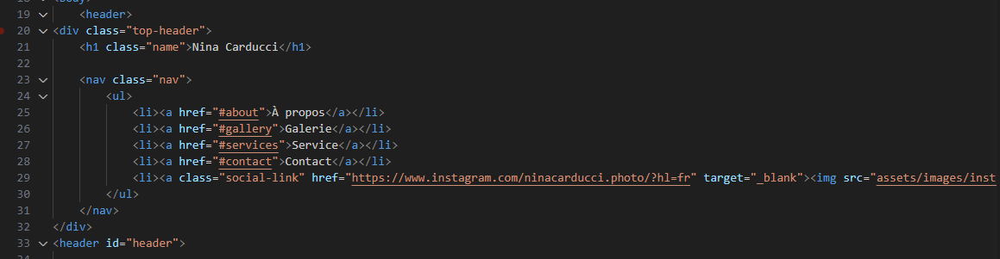 19 <header>
20 <div class="top-header">
21 <h1 class="name">Nina Carducci</h1>
22
23 <nav class="nav">
24 <ul>
25 <li><a href="#about">À propos</a></li>
26 <li><a href="#gallery">Galerie</a></li>
27 <li><a href="#services">Service</a></li>
28 <li><a href="#contact">Contact</a></li>
29 <li><a class="social-link" href="https://www.instagram.com/ninacarducci.photo/?hl=fr" target="_blank"><img src="assets/images/inst
30 </ul>
31 </nav>
32 </div>
33 <header id="header">